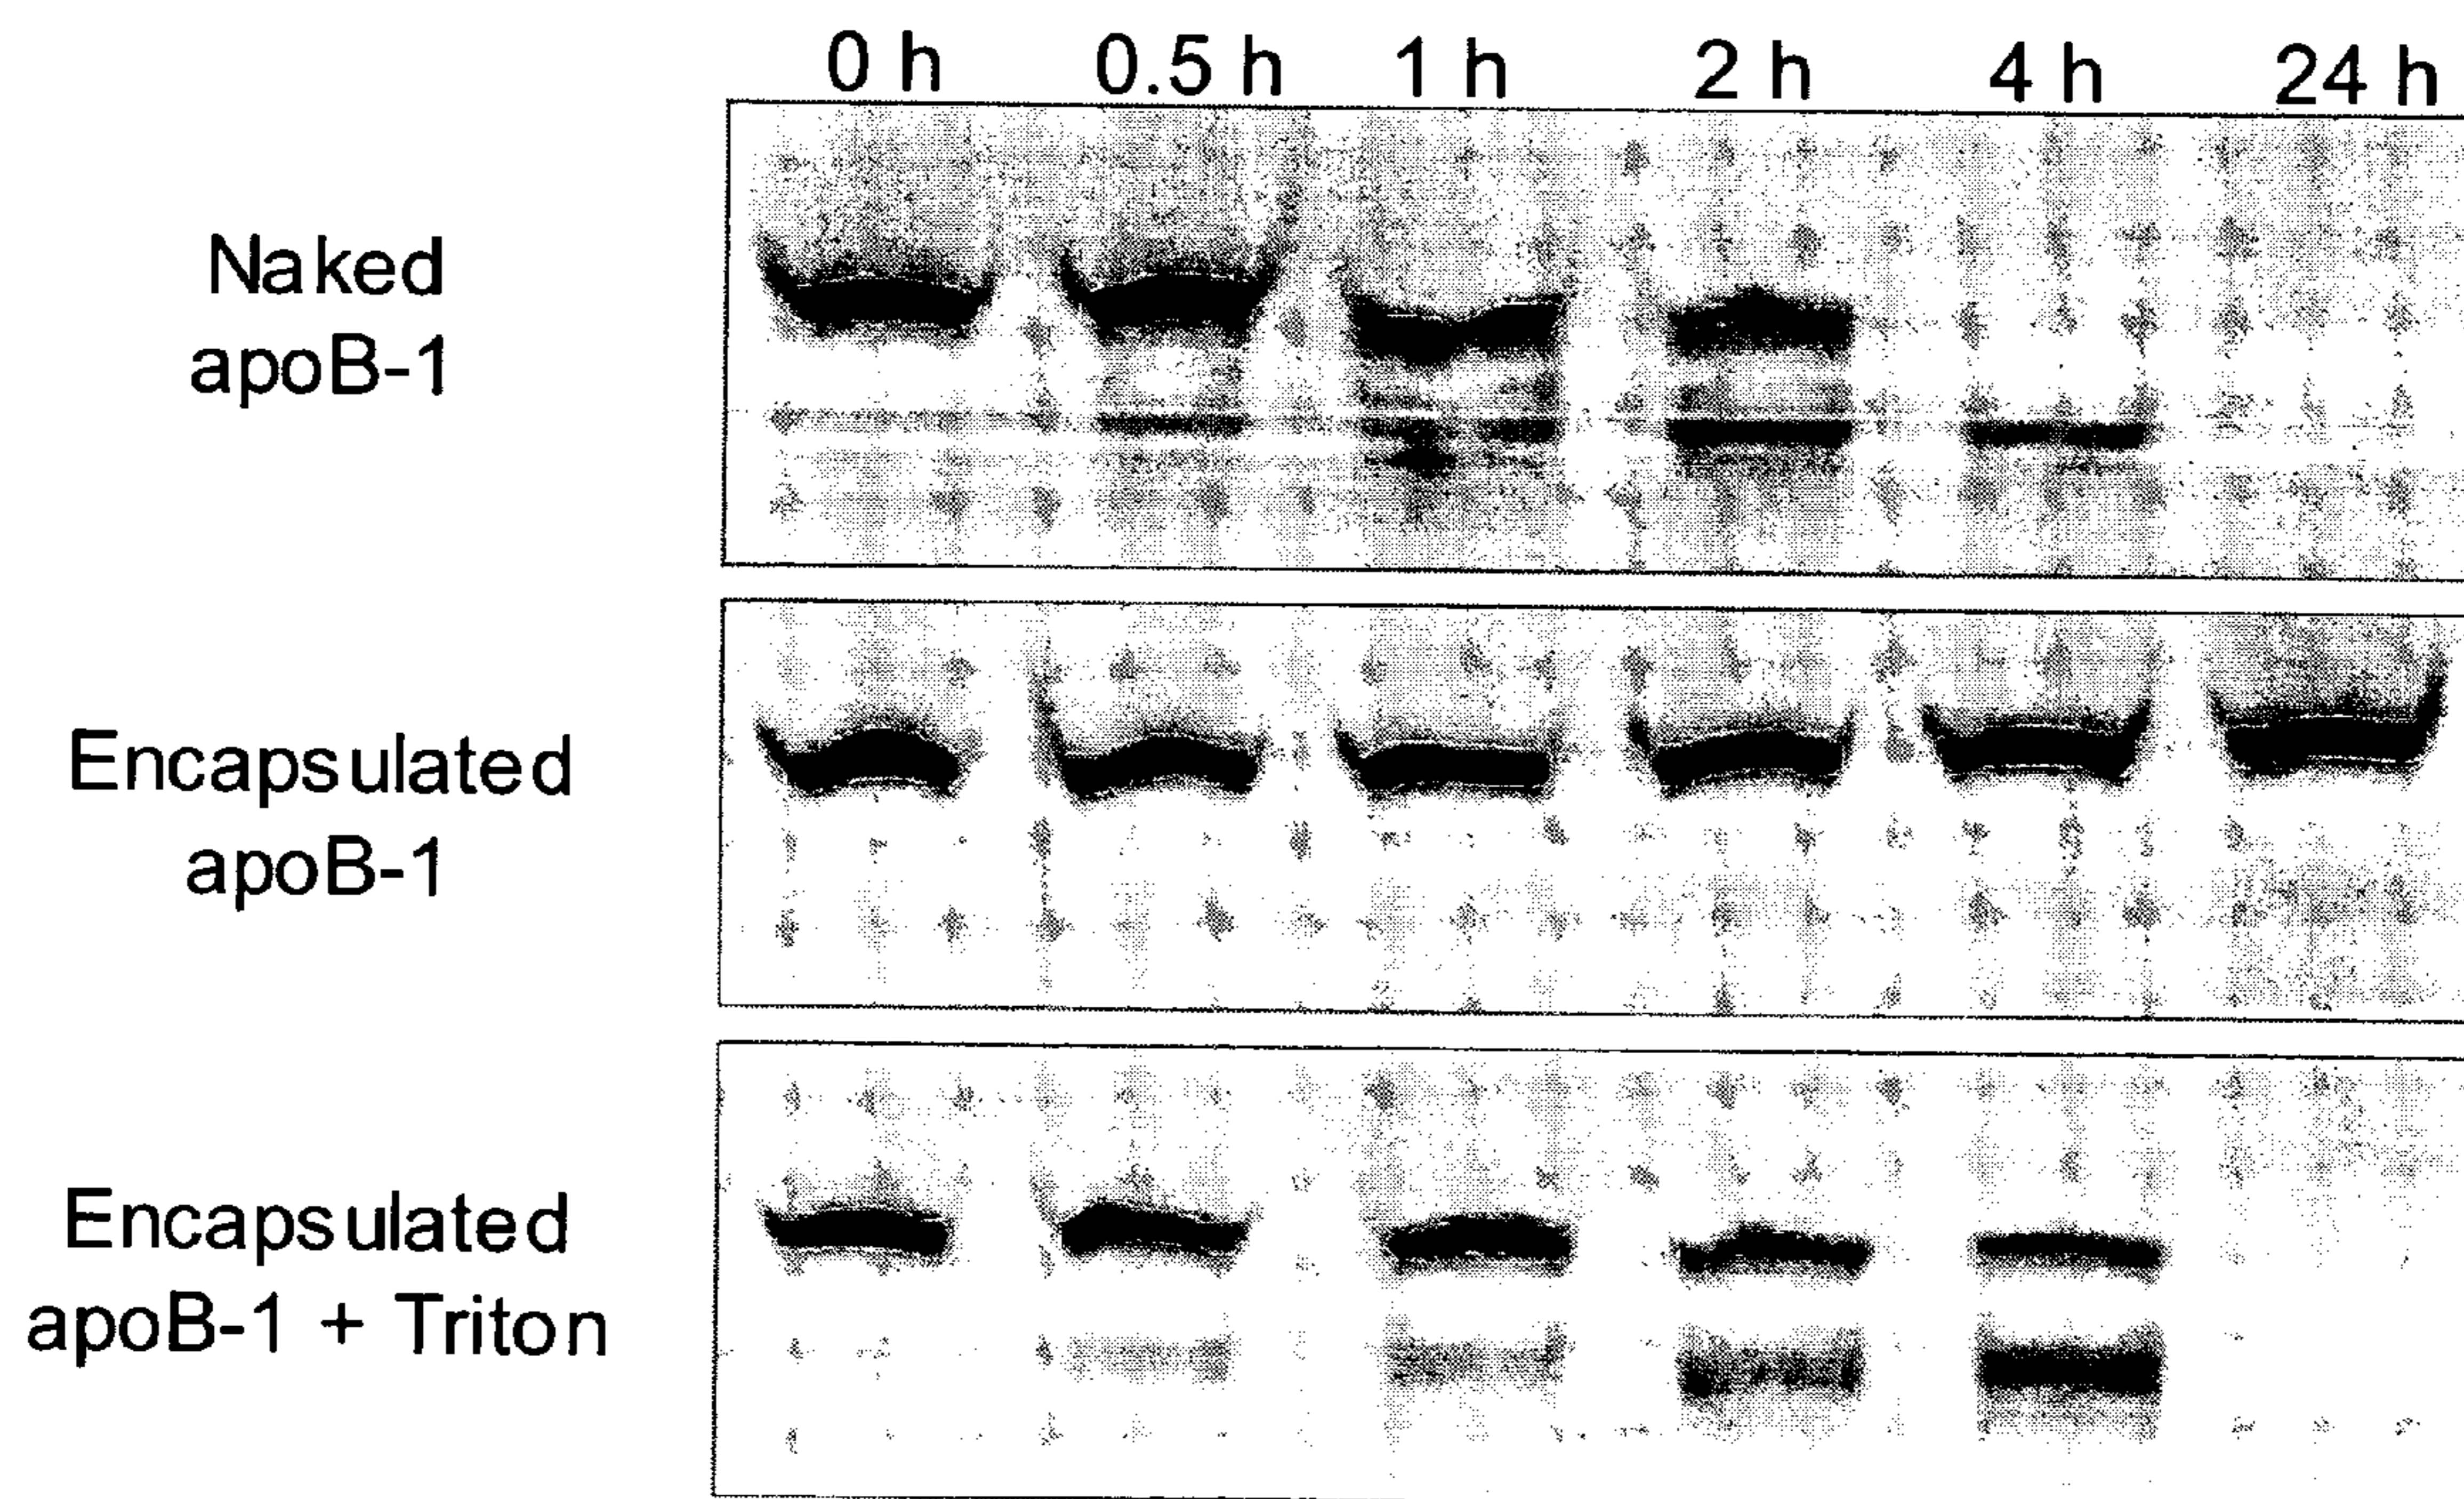 0 h 0.5 h 1 h 2 h 4 h 24 h
Naked
apoB-1
Encapsulated
apoB-1
Encapsulated
apoB-1 + Triton